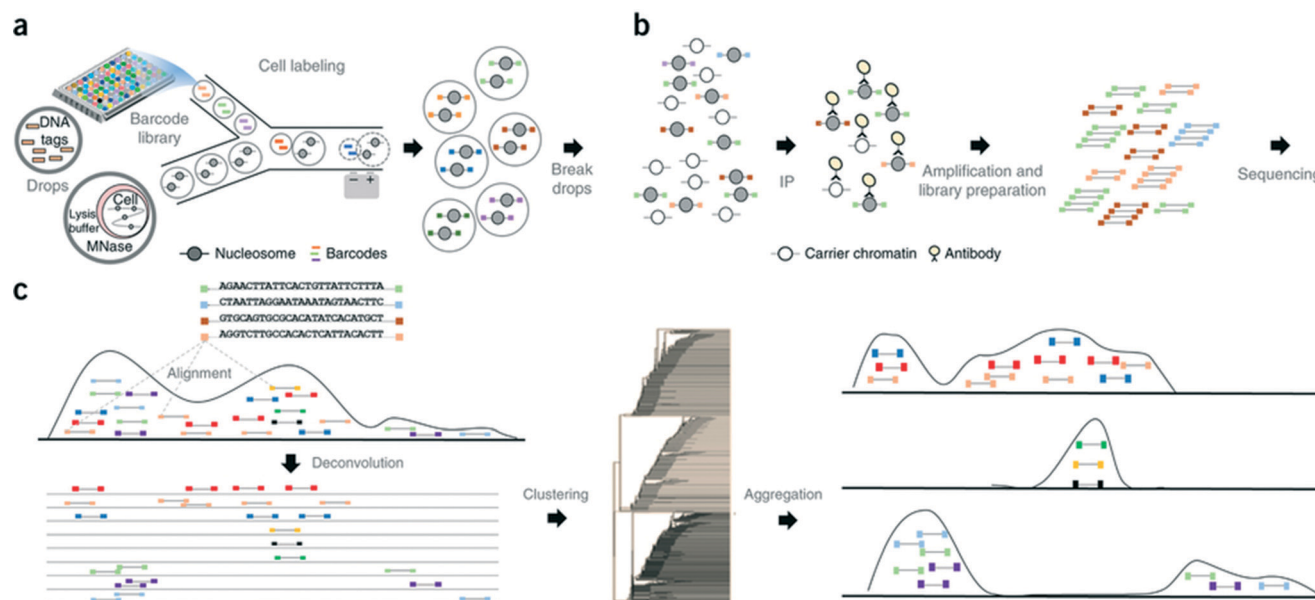 a
Cell labeling
DNA
tags
Barcode
library
Drops
Cell
Lysis
buffer
MNase
− +
Nucleosome
Barcodes
Break
drops
b
IP
Amplification and
library preparation
Sequencing
Carrier chromatin
Antibody
c
AGAACTTATTCACTGTTATTCTTTA
CTAATTAGGAATAAATAGTAACTTC
GTGCAGTGCGCACATATCACATGCT
AGGTCTTGCCACACTCATTACACTT
Alignment
Deconvolution
Clustering
Aggregation